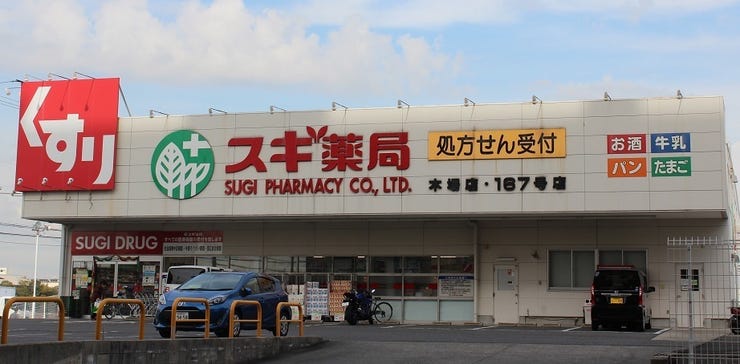 くすり
スギ薬局
SUGI PHARMACY CO., LTD.
処方せん受付
木場店・167号店
お酒
牛乳
パン
たまご
SUGI DRUG